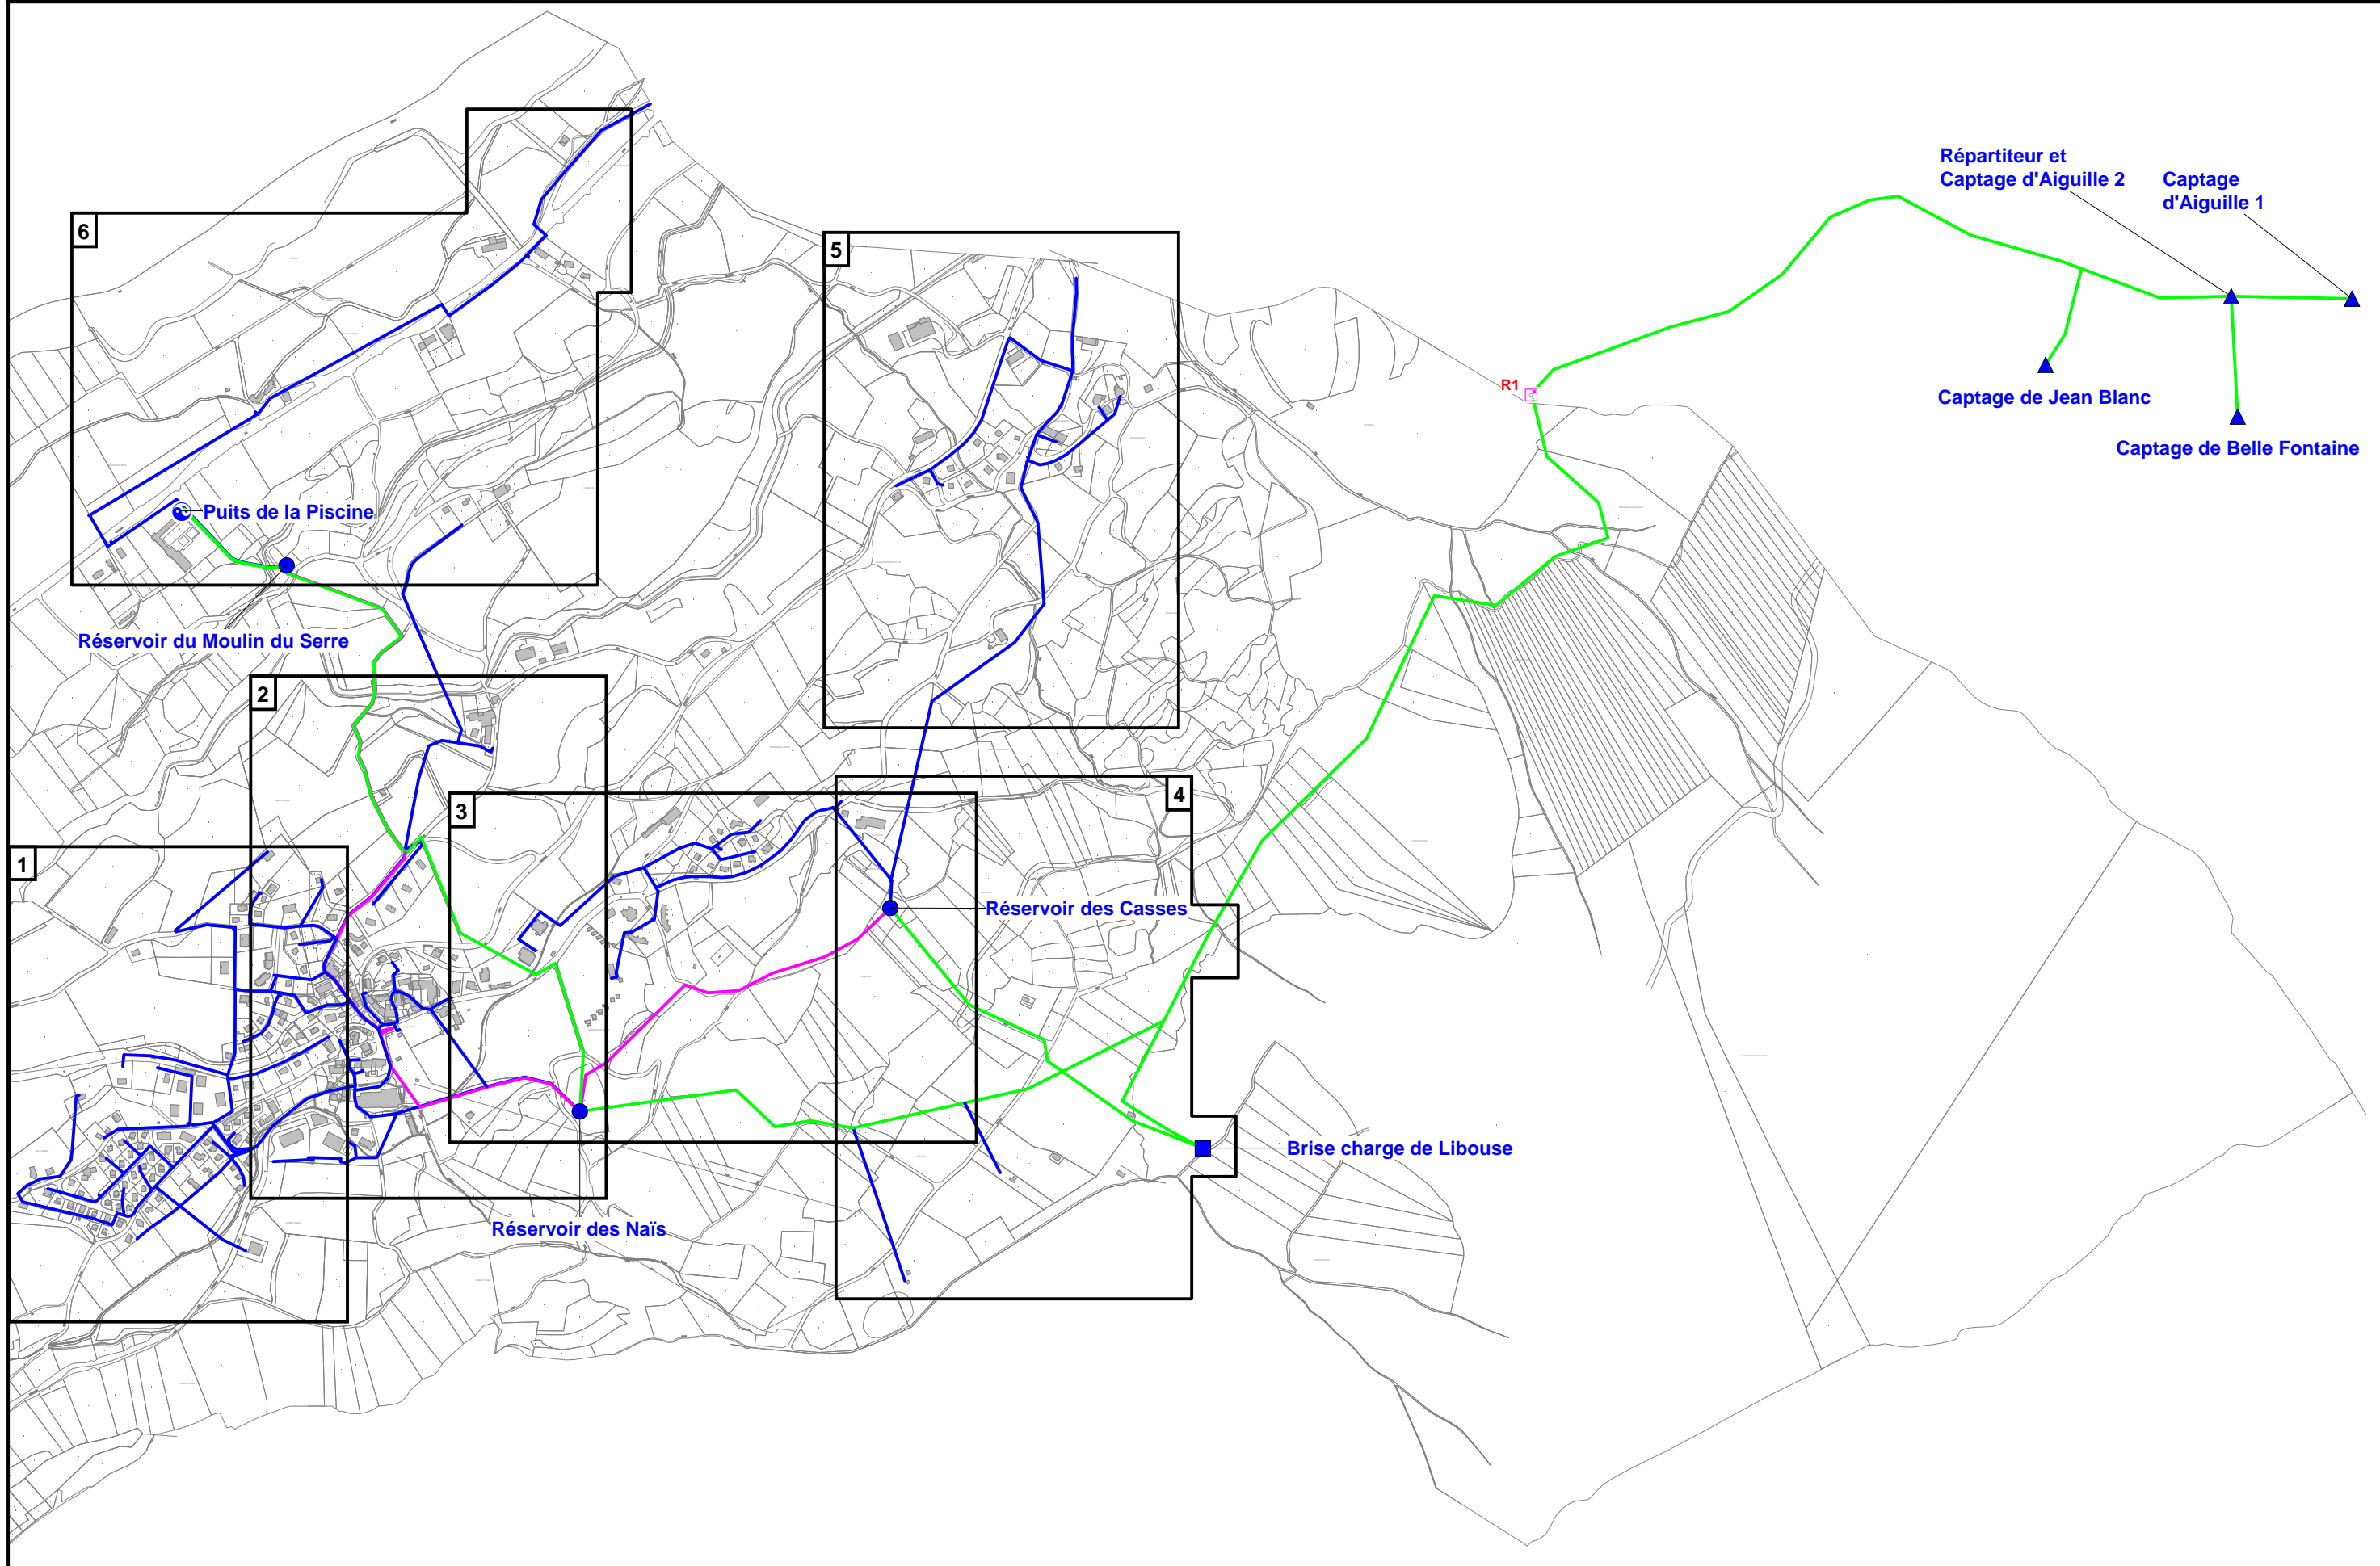 Répartiteur et
Captage d'Aiguille 2
Captage
d'Aiguille 1
6
5
R1
Captage de Jean Blanc
Captage de Belle Fontaine
Puits de la Piscine
Réservoir du Moulin du Serre
2
4
3
1
Réservoir des Casses
Brise charge de Libouse
Réservoir des Naïs